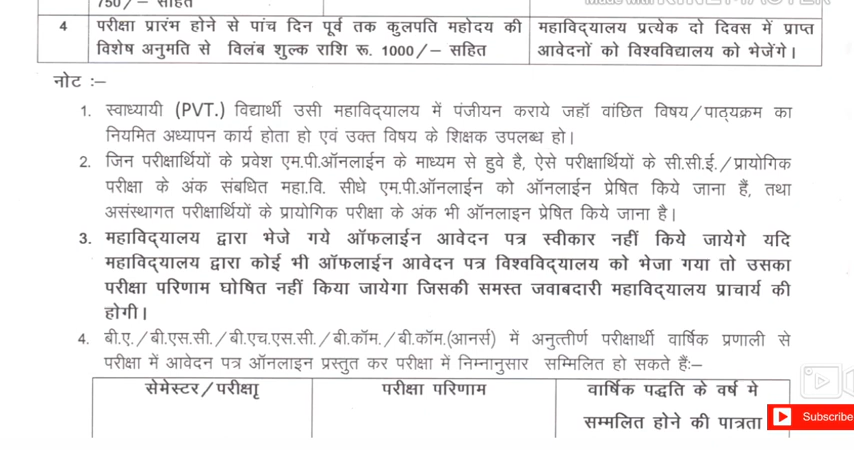 750/– सहित
4 परीक्षा प्रारंभ होने से पांच दिन पूर्व तक कुलपति महोदय की विशेष अनुमति से विलंब शुल्क राशि रू. 1000/– सहित
महाविद्यालय प्रत्येक दो दिवस में प्राप्त आवेदनों को विश्वविद्यालय को भेजेंगे।
नोट :–
1. स्वाध्यायी (PVT.) विद्यार्थी उसी महाविद्यालय में पंजीयन कराये जहॉ वांछित विषय/पाठ्यक्रम का
नियमित अध्यापन कार्य होता हो एवं उक्त विषय के शिक्षक उपलब्ध हो।
2. जिन परीक्षार्थियों के प्रवेश एम.पी.ऑनलाईन के माध्यम से हुवे है, ऐसे परीक्षार्थियों के सी.सी.ई./प्रायोगिक
परीक्षा के अंक संबधित महा.वि. सीधे एम.पी.ऑनलाईन को ऑनलाईन प्रेषित किये जाना हैं, तथा
असंस्थागत परीक्षार्थियों के प्रायोगिक परीक्षा के अंक भी ऑनलाइन प्रेषित किये जाना है।
3. महाविद्यालय द्वारा भेजे गये ऑफलाईन आवेदन पत्र स्वीकार नहीं किये जायेगे यदि
महाविद्यालय द्वारा कोई भी ऑफलाईन आवेदन पत्र विश्वविद्यालय को भेजा गया तो उसका
परीक्षा परिणाम घोषित नहीं किया जायेगा जिसकी समस्त जवाबदारी महाविद्यालय प्राचार्य की
होगी।
4. बी.ए./बी.एस.सी./बी.एच.एस.सी./बी.कॉम./बी.कॉम.(आनर्स) में अनुत्तीर्ण परीक्षार्थी वार्षिक प्रणाली से
परीक्षा में आवेदन पत्र ऑनलाइन प्रस्तुत कर परीक्षा में निम्नानुसार सम्मिलित हो सकते हैं:–
सेमेस्टर/परीक्षाृ
परीक्षा परिणाम
वार्षिक पद्धति के वर्ष मे
सम्मलित होने की पात्रता
Subscribe